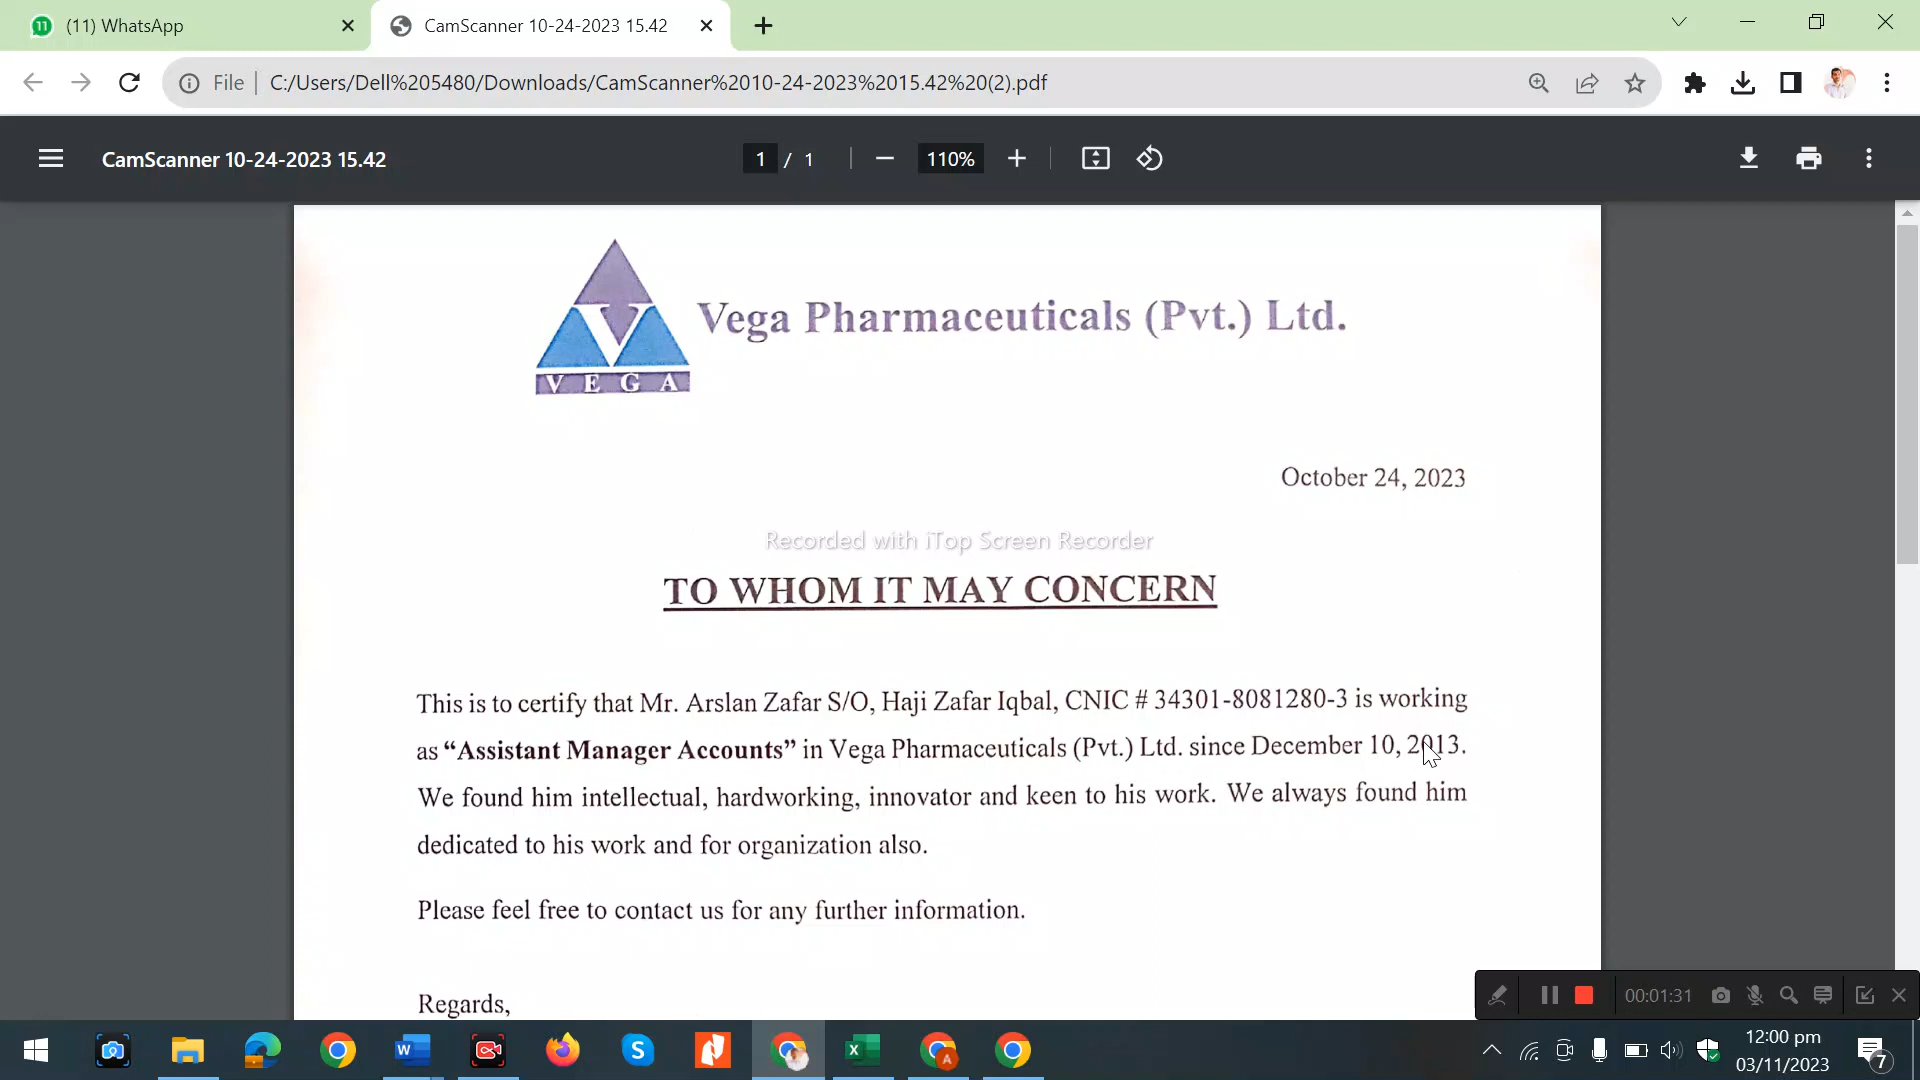 11
(11) WhatsApp
CamScanner 10-24-2023 15.42
File
C:/Users/Dell%205480/Downloads/CamScanner%2010-24-2023%2015.42%20(2).pdf
CamScanner 10-24-2023 15.42
1 / 1
110%
VEGA
Vega Pharmaceuticals (Pvt.) Ltd.
October 24, 2023
Recorded with iTop Screen Recorder
TO WHOM IT MAY CONCERN
This is to certify that Mr. Arslan Zafar S/O, Haji Zafar Iqbal, CNIC # 34301-8081280-3 is working
as “Assistant Manager Accounts” in Vega Pharmaceuticals (Pvt.) Ltd. since December 10, 2013.
We found him intellectual, hardworking, innovator and keen to his work. We always found him
dedicated to his work and for organization also.
Please feel free to contact us for any further information.
Regards,
00:01:31
12:00 pm
03/11/2023
7